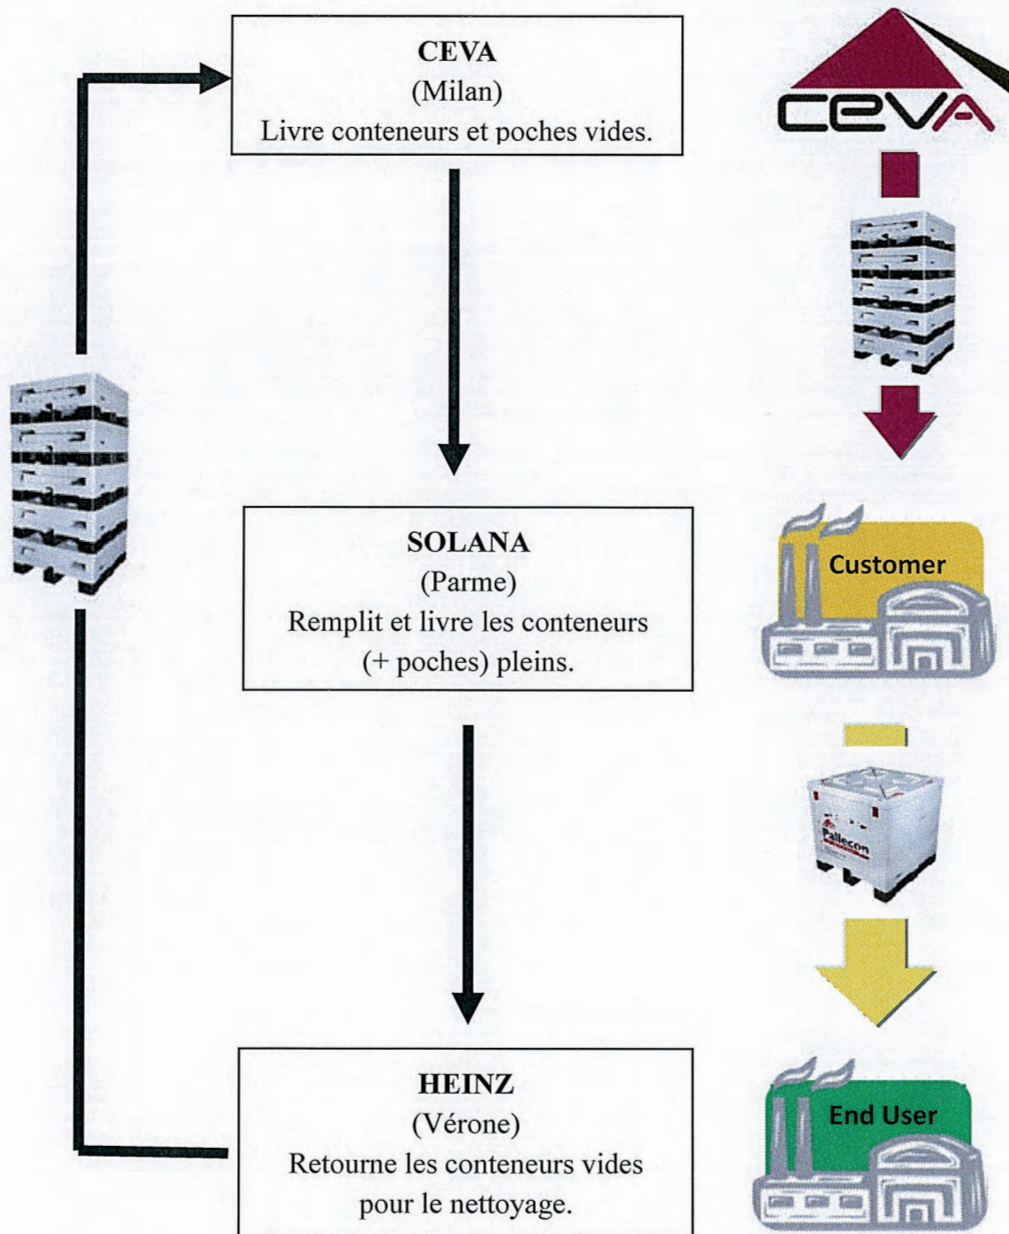 CEVA
(Milan)
Livre conteneurs et poches vides.
CEVA
SOLANA
(Parme)
Remplit et livre les conteneurs
(+ poches) pleins.
Customer
Pallecon
HEINZ
(Vérone)
Retourne les conteneurs vides
pour le nettoyage.
End User